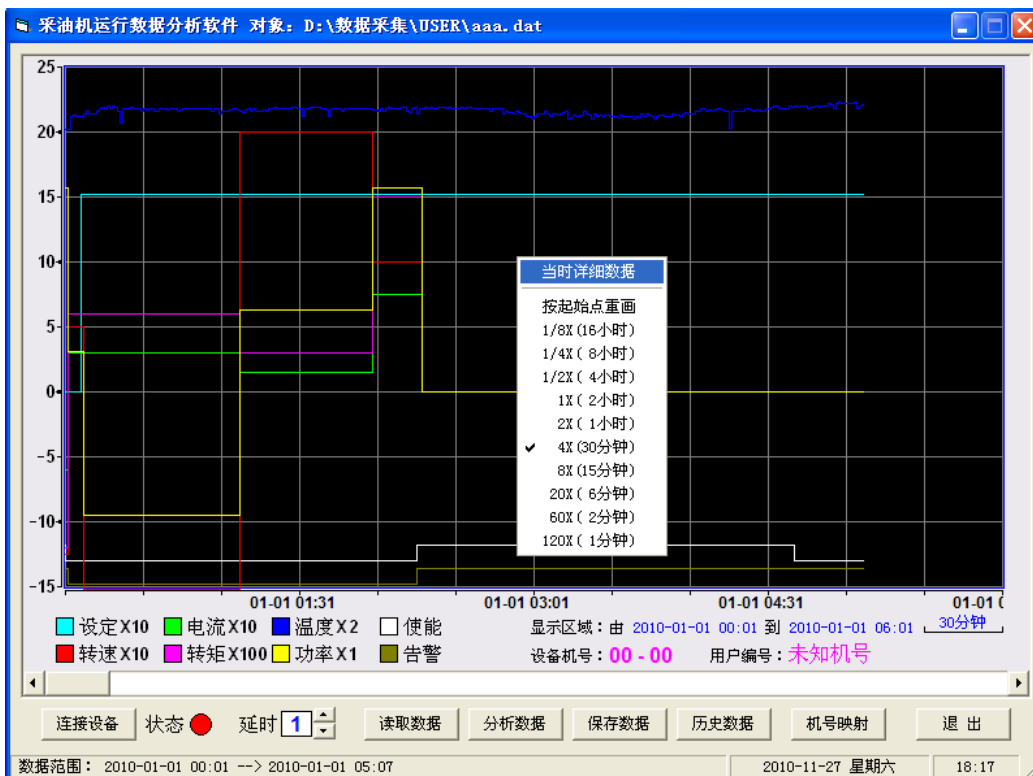 采油机运行数据分析软件 对象: D:\数据采集\USER\aaa.dat
25
20
15
10
5
0
-5
-10
-15
当时详细数据
按起始点重画
1/8X(16小时)
1/4X( 8小时)
1/2X( 4小时)
1X( 2小时)
2X( 1小时)
✓ 4X(30分钟)
8X(15分钟)
20X( 6分钟)
60X( 2分钟)
120X( 1分钟)
01-01 01:31 01-01 03:01 01-01 04:31 01-01 0
设定X10 电流X10 温度X2 使能 显示区域: 由 2010-01-01 00:01 到 2010-01-01 06:01 30分钟
转速X10 转矩X100 功率X1 告警 设备机号: 00 - 00 用户编号: 未知机号
连接设备 状态 延时 1 读取数据 分析数据 保存数据 历史数据 机号映射 退 出
数据范围: 2010-01-01 00:01 --> 2010-01-01 05:07 2010-11-27 星期六 18:17